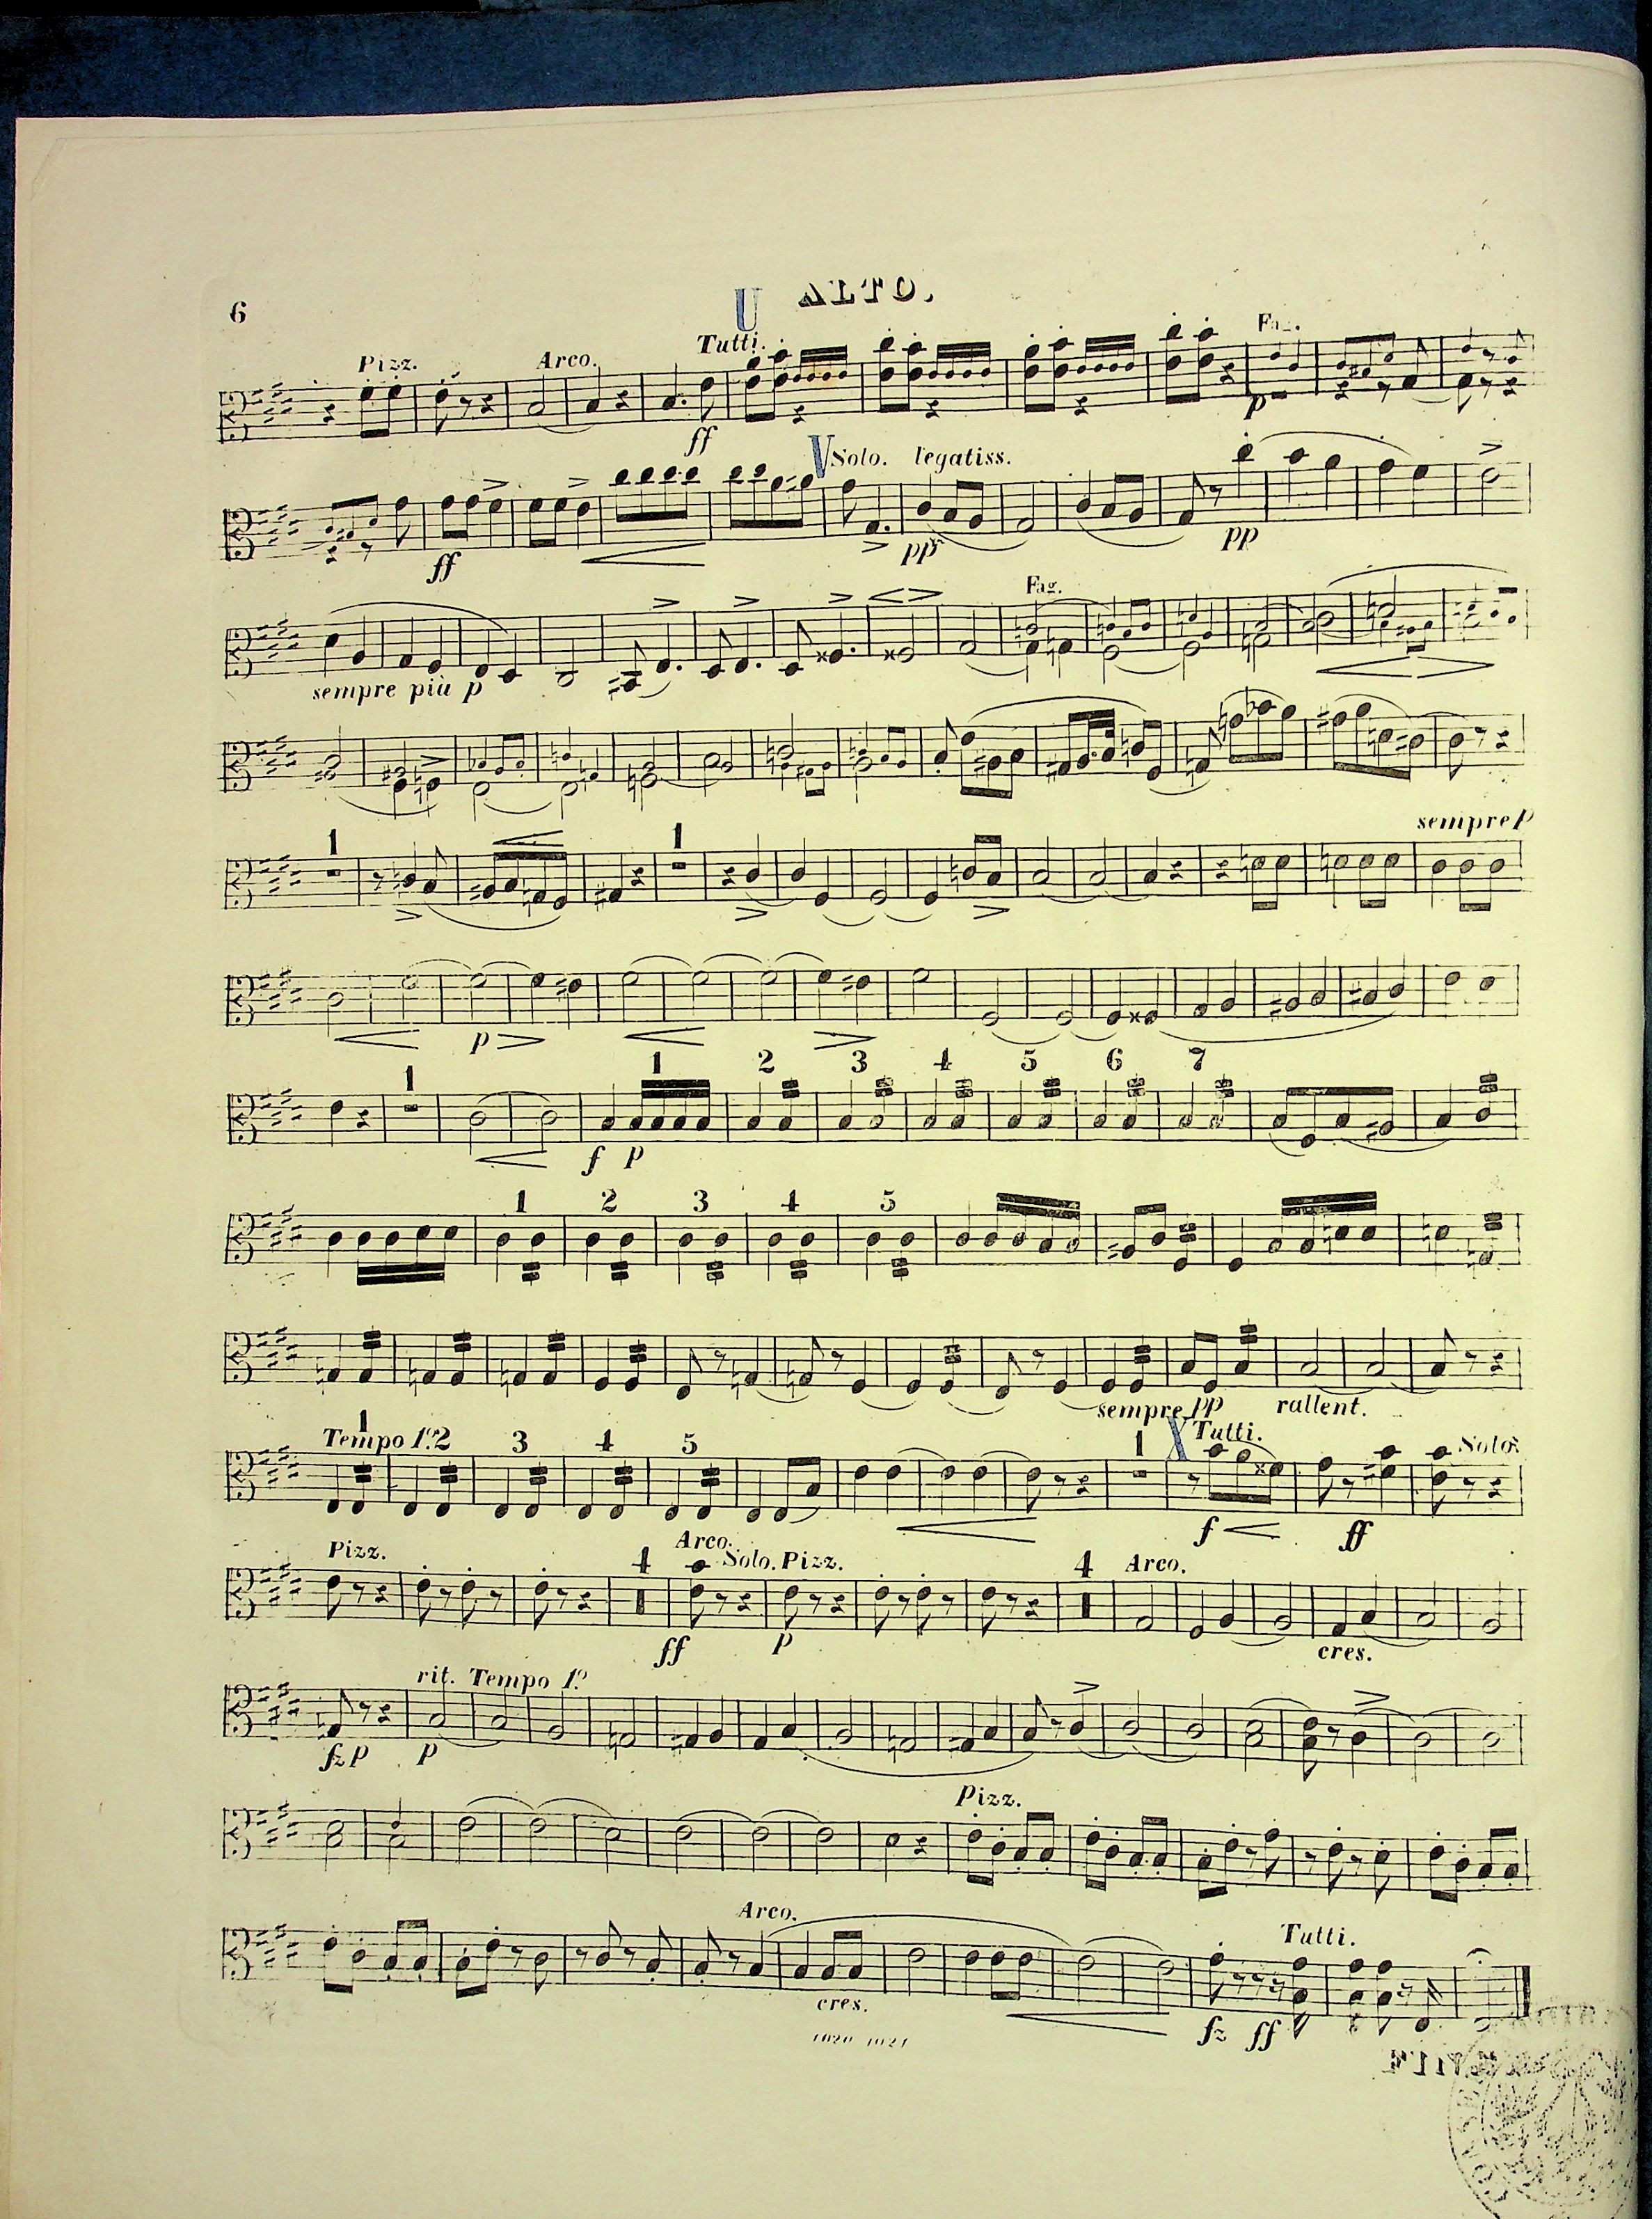 6
U ALTO.
Pizz. Arco. Tutti. Fag.
ff p
V Solo. legatiss.
ff pp pp
Fag.
sempre più p
1 1 sempre p
p
1 1 2 3 4 5 6 7
f p
1 2 3 4 5
sempre pp rallent.
Tempo 1º. 1 2 3 4 5 1 X Tutti. Solo.
f ff
Pizz. 4 Arco. Solo. Pizz. 4 Arco.
ff p cres.
rit. Tempo 1º.
fz p p
Pizz.
Arco. Tutti.
cres. fz ff
1020 1021